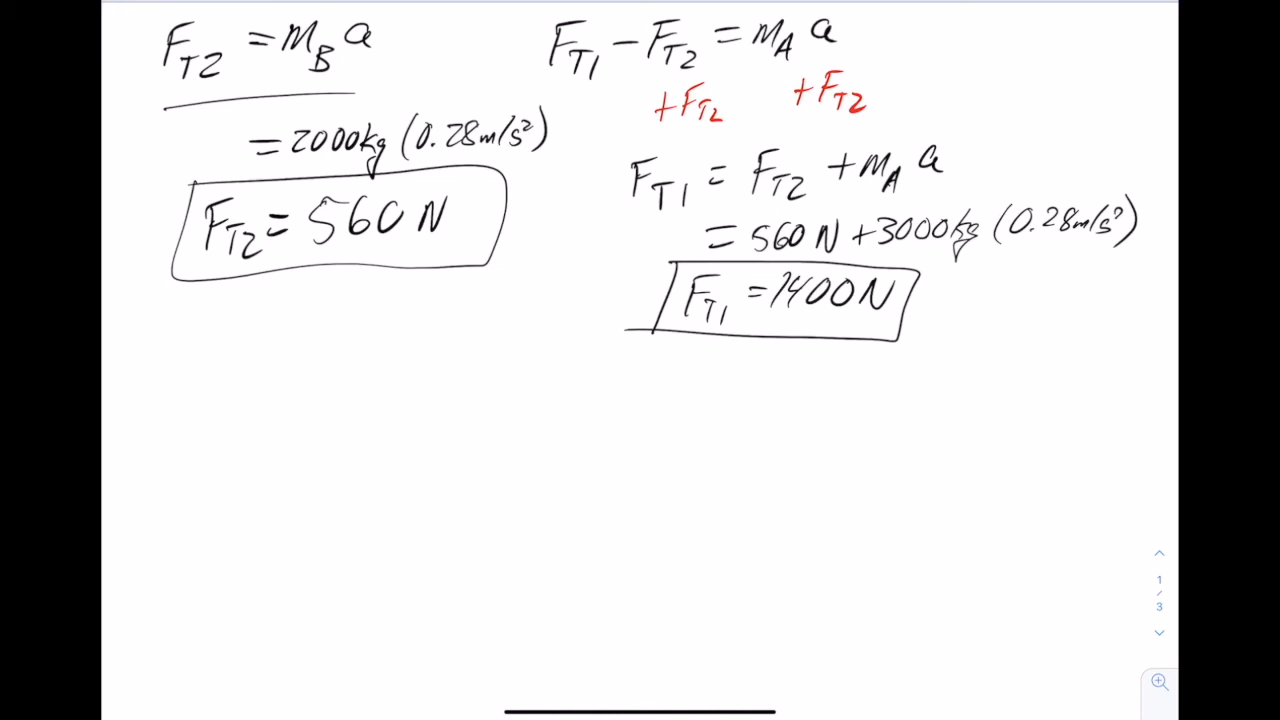 F_T2 = m_B a
= 2000kg (0.28m/s²)
F_T2 = 560 N
F_T1 - F_T2 = m_A a
+F_T2 +F_T2
F_T1 = F_T2 + m_A a
= 560 N + 3000kg (0.28m/s²)
F_T1 = 1400 N
1
/
3